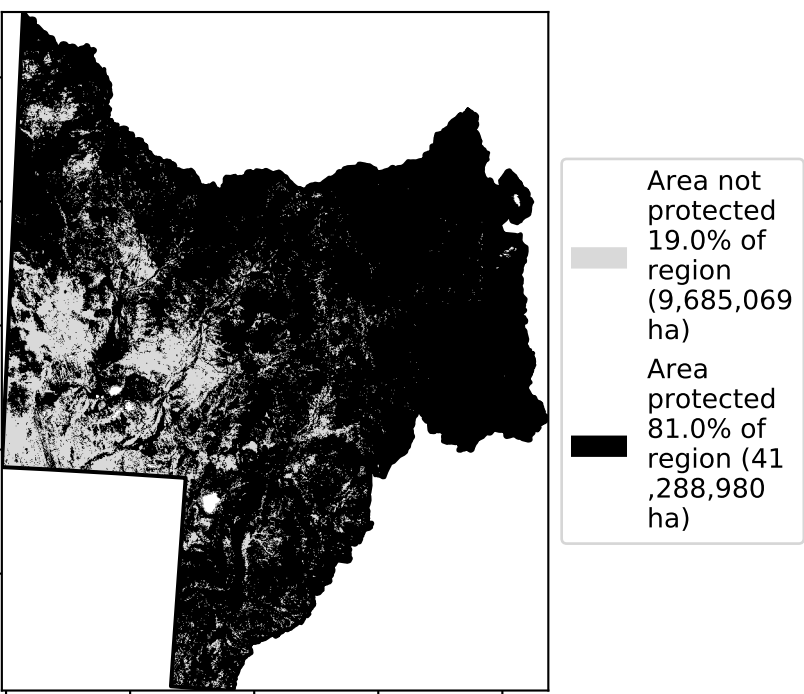 Area not
protected
19.0% of
region
(9,685,069
ha)
Area
protected
81.0% of
region (41
,288,980
ha)